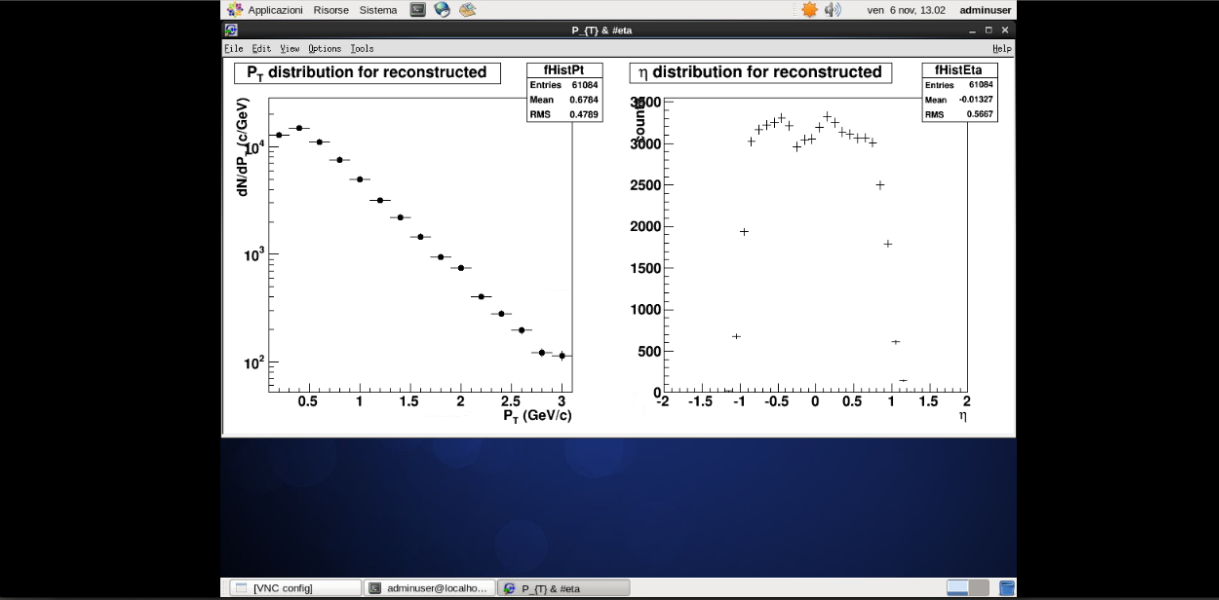 Applicazioni Risorse Sistema ven 6 nov, 13.02 adminuser
P_{T} & #eta
File Edit View Options Tools Help
P_T distribution for reconstructed
fHistPt
Entries 61084
Mean 0.6784
RMS 0.4789
dN/dP_T (c/GeV)
10^4
10^3
10^2
0.5 1 1.5 2 2.5 3
P_T (GeV/c)
η distribution for reconstructed
fHistEta
Entries 61084
Mean -0.01327
RMS 0.5667
counts
3500
3000
2500
2000
1500
1000
500
0
-2 -1.5 -1 -0.5 0 0.5 1 1.5 2
η
[VNC config] adminuser@localho... P_{T} & #eta